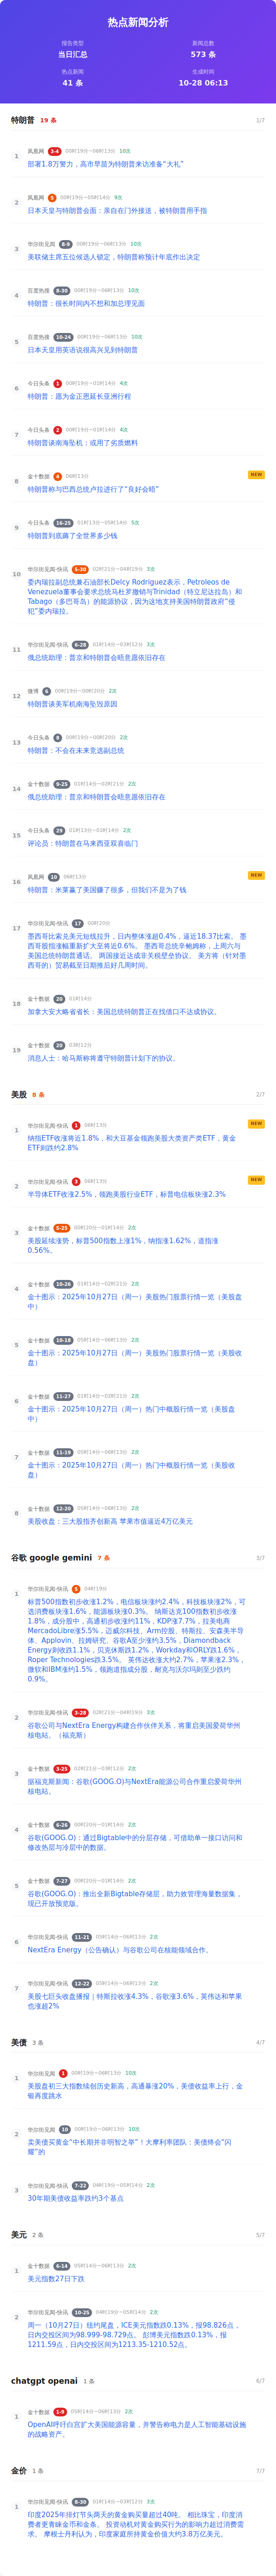 热点新闻分析
报告类型
当日汇总
新闻总数
573 条
热点新闻
41 条
生成时间
10-28 06:13
特朗普 19 条 1/7
1
凤凰网 3-4 00时19分~06时13分 10次
部署1.8万警力，高市早苗为特朗普来访准备“大礼”
2
凤凰网 5 00时19分~05时14分 9次
日本天皇与特朗普会面：亲自在门外接送，被特朗普用手指
3
华尔街见闻 8-9 00时19分~06时13分 10次
美联储主席五位候选人锁定，特朗普称预计年底作出决定
4
百度热搜 8-30 00时19分~06时13分 10次
特朗普：很长时间内不想和加总理见面
5
百度热搜 10-24 00时19分~06时13分 10次
日本天皇用英语说很高兴见到特朗普
6
今日头条 1 00时19分~01时14分 4次
特朗普：愿为金正恩延长亚洲行程
7
今日头条 2 00时19分~01时14分 4次
特朗普谈南海坠机：或用了劣质燃料
8
金十数据 4 06时13分 NEW
特朗普称与巴西总统卢拉进行了“良好会晤”
9
今日头条 16-25 01时13分~05时14分 5次
特朗普到底薅了全世界多少钱
10
华尔街见闻-快讯 5-30 02时21分~04时19分 3次
委内瑞拉副总统兼石油部长Delcy Rodriguez表示，Petroleos de
Venezuela董事会要求总统马杜罗撤销与Trinidad（特立尼达拉岛）和
Tobago（多巴哥岛）的能源协议，因为这地支持美国特朗普政府“侵
犯”委内瑞拉。
11
华尔街见闻-快讯 6-28 01时14分~03时12分 3次
俄总统助理：普京和特朗普会晤意愿依旧存在
12
微博 6 00时19分~00时20分 2次
特朗普谈美军机南海坠毁原因
13
今日头条 8 00时19分~00时20分 2次
特朗普：不会在未来竞选副总统
14
金十数据 9-25 01时14分~02时21分 2次
俄总统助理：普京和特朗普会晤意愿依旧存在
15
今日头条 29 01时13分~01时14分 2次
评论员：特朗普在马来西亚双喜临门
16
凤凰网 10 06时13分 NEW
特朗普：米莱赢了美国赚了很多，但我们不是为了钱
17
华尔街见闻-快讯 17 00时20分
墨西哥比索兑美元短线拉升，日内整体涨超0.4%，逼近18.37比索。 墨
西哥股指涨幅重新扩大至将近0.6%。 墨西哥总统辛鲍姆称，上周六与
美国总统特朗普通话。 两国接近达成非关税壁垒协议。 美方将（针对墨
西哥的）贸易截至日期推后好几周时间。
18
金十数据 20 01时14分
加拿大安大略省省长：美国总统特朗普正在找借口不达成协议。
19
金十数据 20 03时12分
消息人士：哈马斯称将遵守特朗普计划下的协议。
美股 8 条 2/7
1
华尔街见闻-快讯 1 06时13分 NEW
纳指ETF收涨将近1.8%，和大豆基金领跑美股大类资产类ETF，黄金
ETF则跌约2.8%
2
华尔街见闻-快讯 3 06时13分 NEW
半导体ETF收涨2.5%，领跑美股行业ETF，标普电信板块涨2.3%
3
金十数据 5-21 00时20分~01时14分 2次
美股延续涨势，标普500指数上涨1%，纳指涨1.62%，道指涨
0.56%。
4
金十数据 10-26 01时14分~02时21分 2次
金十图示：2025年10月27日（周一）美股热门股票行情一览（美股盘
中）
5
金十数据 10-18 05时14分~06时13分 2次
金十图示：2025年10月27日（周一）美股热门股票行情一览（美股收
盘）
6
金十数据 11-27 01时14分~02时21分 2次
金十图示：2025年10月27日（周一）热门中概股行情一览（美股盘
中）
7
金十数据 11-19 05时14分~06时13分 2次
金十图示：2025年10月27日（周一）热门中概股行情一览（美股收
盘）
8
金十数据 12-20 05时14分~06时13分 2次
美股收盘：三大股指齐创新高 苹果市值逼近4万亿美元
谷歌 google gemini 7 条 3/7
1
华尔街见闻-快讯 5 04时19分
标普500指数初步收涨1.2%，电信板块涨约2.4%，科技板块涨2%，可
选消费板块涨1.6%，能源板块涨0.3%。 纳斯达克100指数初步收涨
1.8%，成分股中，高通初步收涨约11%，KDP涨7.7%，拉美电商
MercadoLibre涨5.5%，迈威尔科技、Arm控股、特斯拉、安森美半导
体、Applovin、拉姆研究、谷歌A至少涨约3.5%，Diamondback
Energy则收跌1.1%，贝克休斯跌1.2%，Workday和ORLY跌1.6%，
Roper Technologies跌3.5%。 英伟达收涨大约2.7%，苹果涨2.3%，
微软和IBM涨约1.5%，领跑道指成分股，耐克与沃尔玛则至少跌约
0.9%。
2
华尔街见闻-快讯 3-28 02时21分~04时19分 3次
谷歌公司与NextEra Energy构建合作伙伴关系，将重启美国爱荷华州
核电站。（福克斯）
3
金十数据 3-25 02时21分~03时12分 2次
据福克斯新闻：谷歌(GOOG.O)与NextEra能源公司合作重启爱荷华州
核电站。
4
金十数据 6-26 00时20分~01时14分 2次
谷歌(GOOG.O)：通过Bigtable中的分层存储，可借助单一接口访问和
修改热层与冷层中的数据。
5
金十数据 7-27 00时20分~01时14分 2次
谷歌(GOOG.O)：推出全新Bigtable存储层，助力效管理海量数据集，
现已开放预览版。
6
华尔街见闻-快讯 11-21 05时14分~06时13分 2次
NextEra Energy（公告确认）与谷歌公司在核能领域合作。
7
华尔街见闻-快讯 12-22 05时14分~06时13分 2次
美股七巨头收盘播报｜特斯拉收涨4.3%，谷歌涨3.6%，英伟达和苹果
也涨超2%
美债 3 条 4/7
1
华尔街见闻 1 00时19分~06时13分 10次
美股盘初三大指数续创历史新高，高通暴涨20%，美债收益率上行，金
银再度跳水
2
华尔街见闻 10 00时19分~06时13分 10次
卖美债买黄金“中长期并非明智之举”！大摩利率团队：美债终会“闪
耀”的
3
华尔街见闻-快讯 7-22 04时19分~05时14分 2次
30年期美债收益率跌约3个基点
美元 2 条 5/7
1
金十数据 6-14 05时14分~06时13分 2次
美元指数27日下跌
2
华尔街见闻-快讯 10-25 04时19分~05时14分 2次
周一（10月27日）纽约尾盘，ICE美元指数跌0.13%，报98.826点，
日内交投区间为98.999-98.729点。 彭博美元指数跌0.13%，报
1211.59点，日内交投区间为1213.35-1210.52点。
chatgpt openai 1 条 6/7
1
金十数据 1-9 05时14分~06时13分 2次
OpenAI呼吁白宫扩大美国能源容量，并警告称电力是人工智能基础设施
的战略资产。
金价 1 条 7/7
1
华尔街见闻-快讯 8-30 01时14分~03时12分 3次
印度2025年排灯节头两天的黄金购买量超过40吨。 相比珠宝，印度消
费者更青睐金币和金条。 投资动机对黄金购买行为的影响力超过消费需
求。 摩根士丹利认为，印度家庭所持黄金价值大约3.8万亿美元。